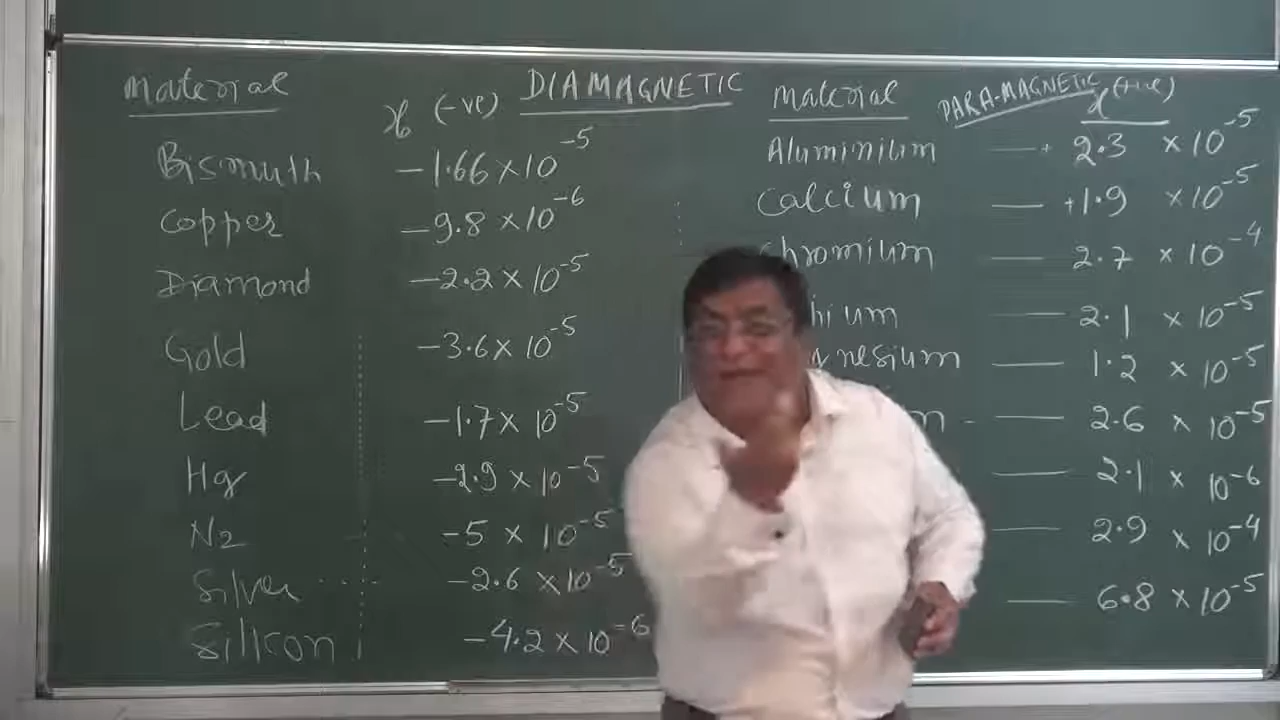 Material χ (-ve) DIAMAGNETIC
Bismuth -1.66 × 10⁻⁵
Copper -9.8 × 10⁻⁶
Diamond -2.2 × 10⁻⁵
Gold -3.6 × 10⁻⁵
Lead -1.7 × 10⁻⁵
Hg -2.9 × 10⁻⁵
N2 -5 × 10⁻⁵
Silver -2.6 × 10⁻⁵
Silicon -4.2 × 10⁻⁶
Material PARA-MAGNETIC χ (+ve)
Aluminium — + 2.3 × 10⁻⁵
Calcium — +1.9 × 10⁻⁵
Chromium — 2.7 × 10⁻⁴
hium — 2.1 × 10⁻⁵
gnesium — 1.2 × 10⁻⁵
m - — 2.6 × 10⁻⁵
— 2.1 × 10⁻⁶
— 2.9 × 10⁻⁴
— 6.8 × 10⁻⁵